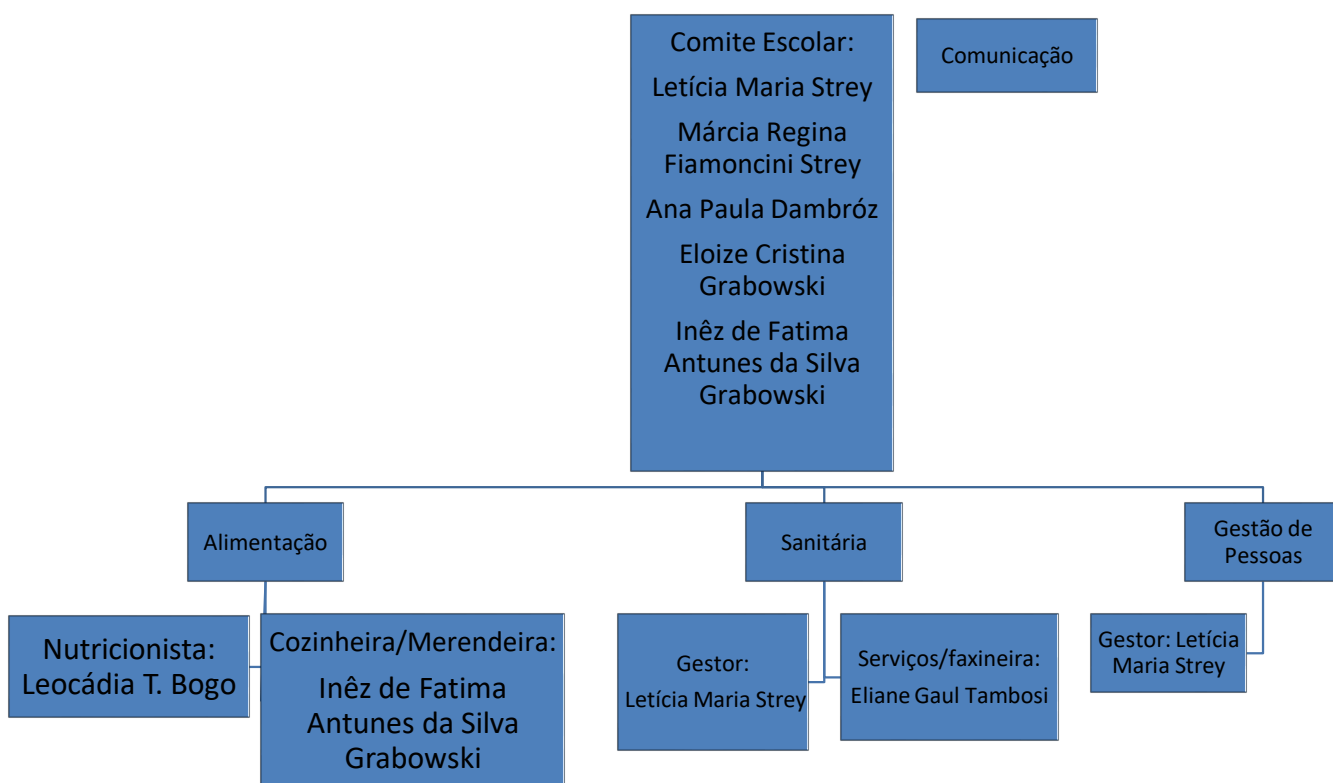 Comite Escolar:
Letícia Maria Strey
Márcia Regina
Fiamoncini Strey
Ana Paula Dambróz
Eloize Cristina
Grabowski
Inêz de Fatima
Antunes da Silva
Grabowski
Comunicação
Alimentação
Sanitária
Gestão de
Pessoas
Nutricionista:
Leocádia T. Bogo
Cozinheira/Merendeira:
Inêz de Fatima
Antunes da Silva
Grabowski
Gestor:
Letícia Maria Strey
Serviços/faxineira:
Eliane Gaul Tambosi
Gestor: Letícia
Maria Strey